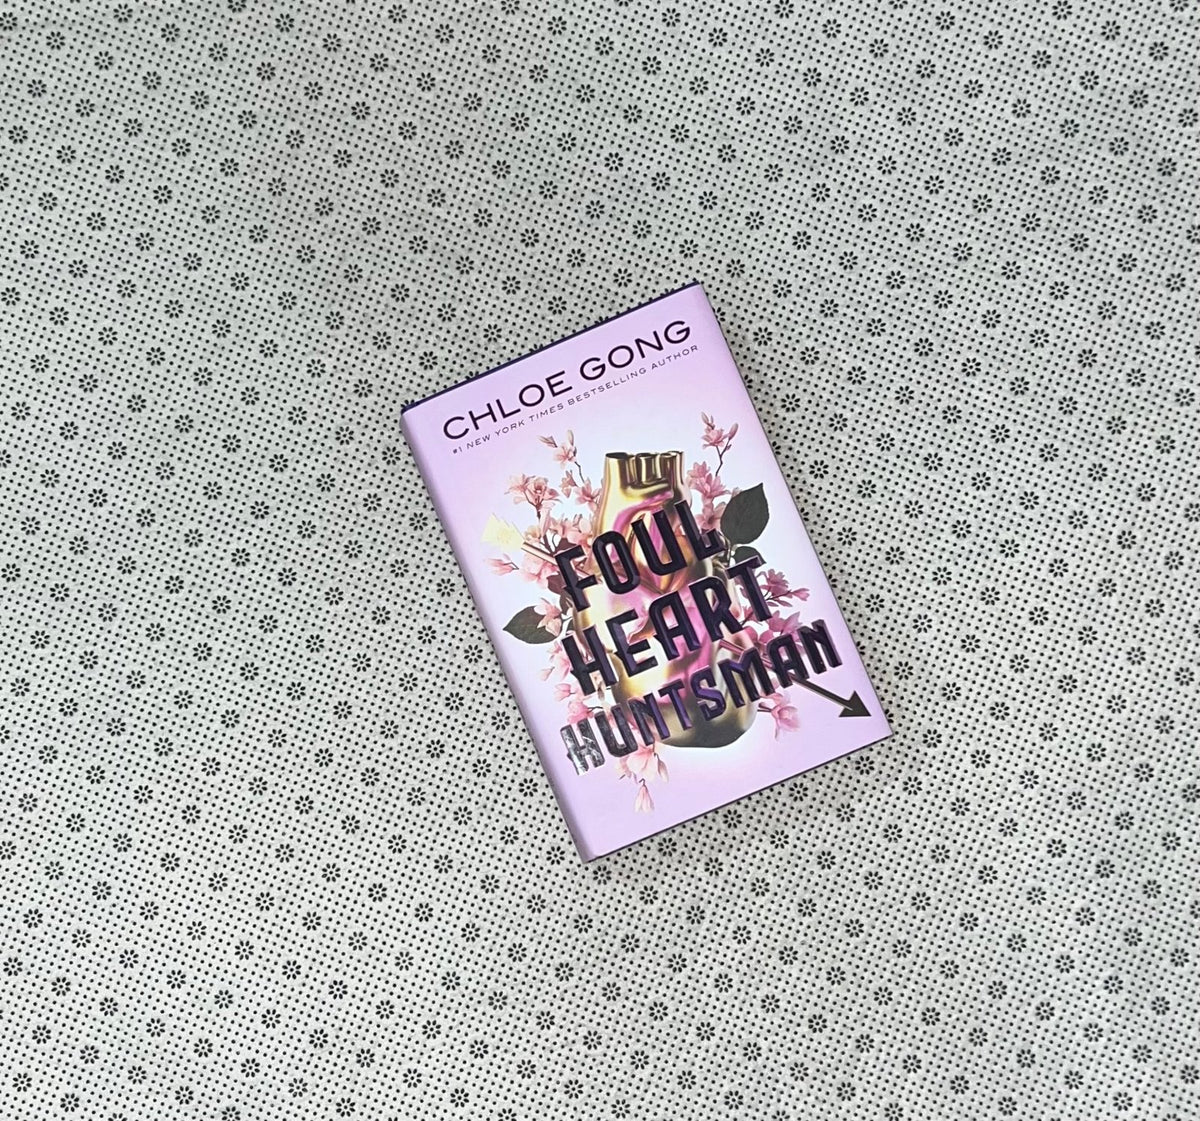 CHLOE GONG
#1 NEW YORK TIMES BESTSELLING AUTHOR
FOUL
HEART
HUNTSMAN